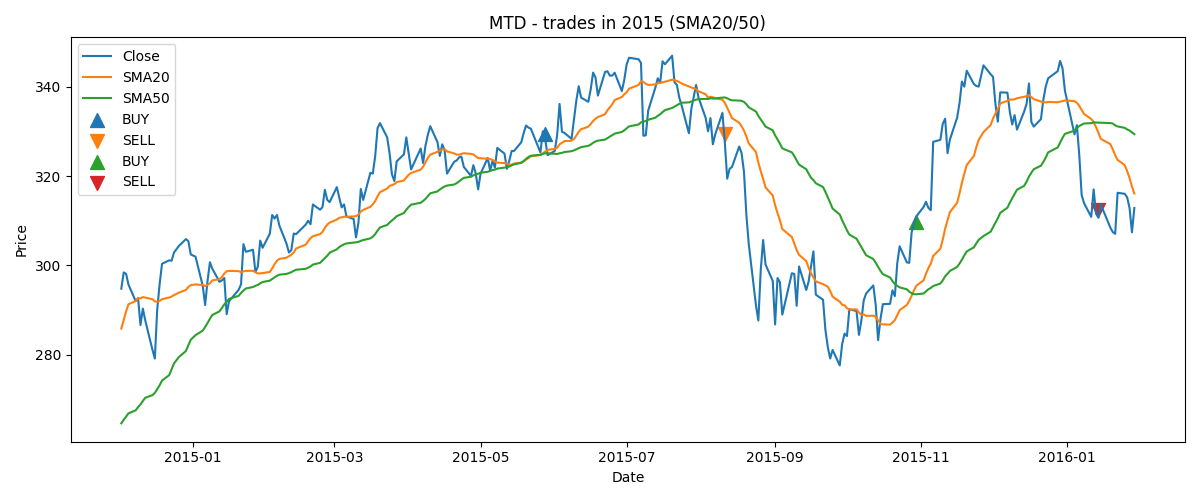 MTD - trades in 2015 (SMA20/50)
Close
SMA20
SMA50
BUY
SELL
BUY
SELL
Price
340
320
300
280
2015-01
2015-03
2015-05
2015-07
2015-09
2015-11
2016-01
Date